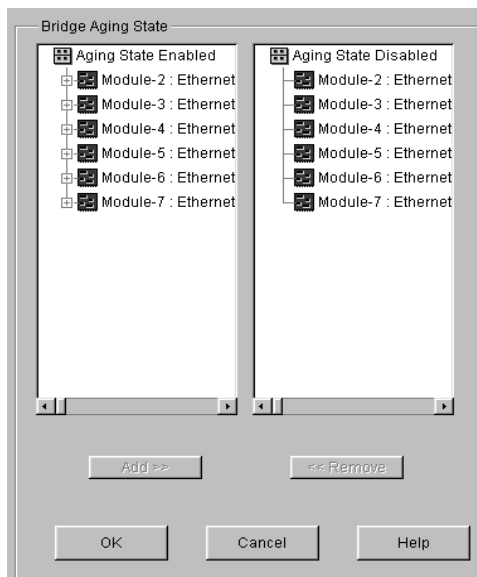 Bridge Aging State
Aging State Enabled
Module-2 : Ethernet
Module-3 : Ethernet
Module-4 : Ethernet
Module-5 : Ethernet
Module-6 : Ethernet
Module-7 : Ethernet
Aging State Disabled
Module-2 : Ethernet
Module-3 : Ethernet
Module-4 : Ethernet
Module-5 : Ethernet
Module-6 : Ethernet
Module-7 : Ethernet
Add >>
<< Remove
OK
Cancel
Help